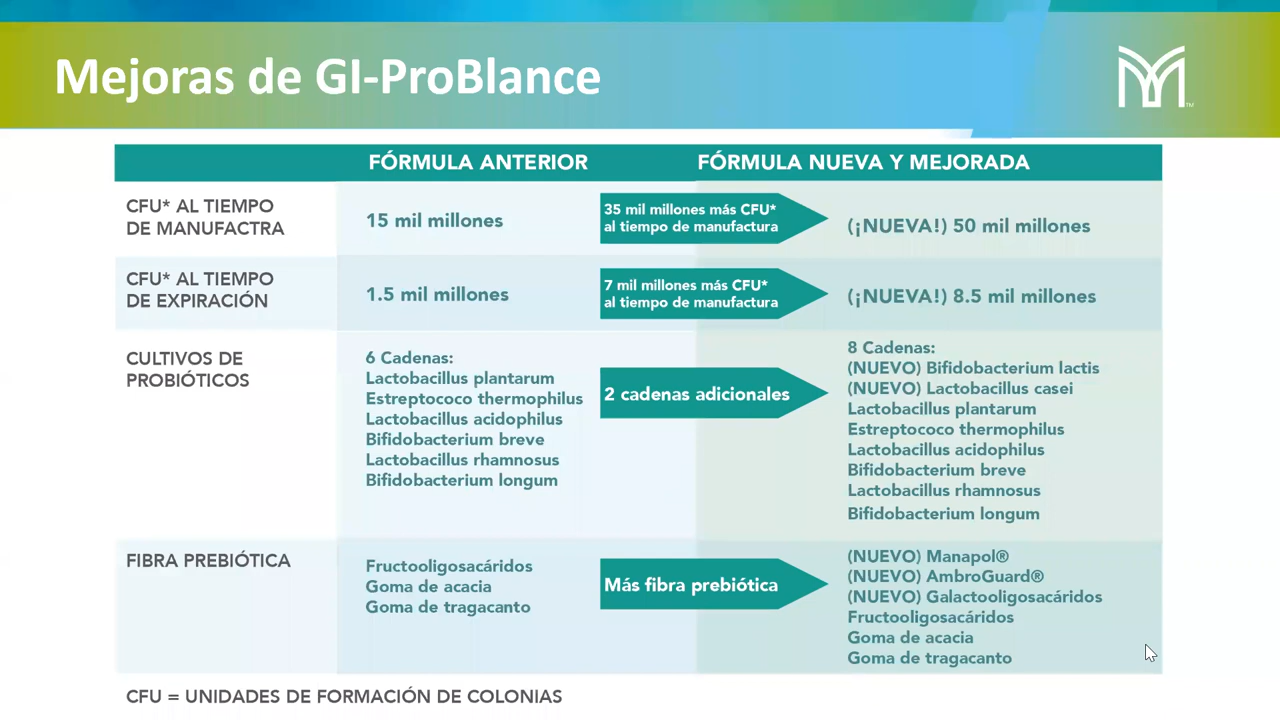 Mejoras de GI-ProBlance
TM
FÓRMULA ANTERIOR
FÓRMULA NUEVA Y MEJORADA
CFU* AL TIEMPO
DE MANUFACTRA
15 mil millones
35 mil millones más CFU*
al tiempo de manufactura
(¡NUEVA!) 50 mil millones
CFU* AL TIEMPO
DE EXPIRACIÓN
1.5 mil millones
7 mil millones más CFU*
al tiempo de manufactura
(¡NUEVA!) 8.5 mil millones
CULTIVOS DE
PROBIÓTICOS
6 Cadenas:
Lactobacillus plantarum
Estreptococo thermophilus
Lactobacillus acidophilus
Bifidobacterium breve
Lactobacillus rhamnosus
Bifidobacterium longum
2 cadenas adicionales
8 Cadenas:
(NUEVO) Bifidobacterium lactis
(NUEVO) Lactobacillus casei
Lactobacillus plantarum
Estreptococo thermophilus
Lactobacillus acidophilus
Bifidobacterium breve
Lactobacillus rhamnosus
Bifidobacterium longum
FIBRA PREBIÓTICA
Fructooligosacáridos
Goma de acacia
Goma de tragacanto
Más fibra prebiótica
(NUEVO) Manapol®
(NUEVO) AmbroGuard®
(NUEVO) Galactooligosacáridos
Fructooligosacáridos
Goma de acacia
Goma de tragacanto
CFU = UNIDADES DE FORMACIÓN DE COLONIAS